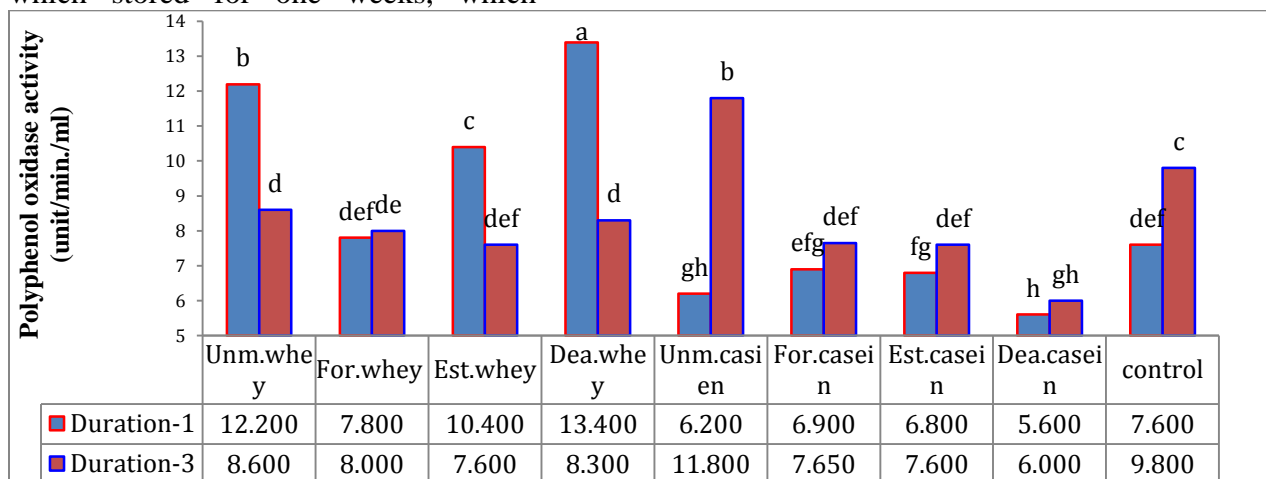 which stored for one weeks, which
Polyphenol oxidase activity
(unit/min./ml)
14
13
12
11
10
9
8
7
6
5
b
d
def
de
c
def
a
d
gh
b
efg
def
fg
def
h
gh
def
c
Unm.whe
y
For.whey
Est.whey
Dea.whe
y
Unm.casi
en
For.casei
n
Est.casei
n
Dea.casei
n
control
Duration-1 12.200 7.800 10.400 13.400 6.200 6.900 6.800 5.600 7.600
Duration-3 8.600 8.000 7.600 8.300 11.800 7.650 7.600 6.000 9.800